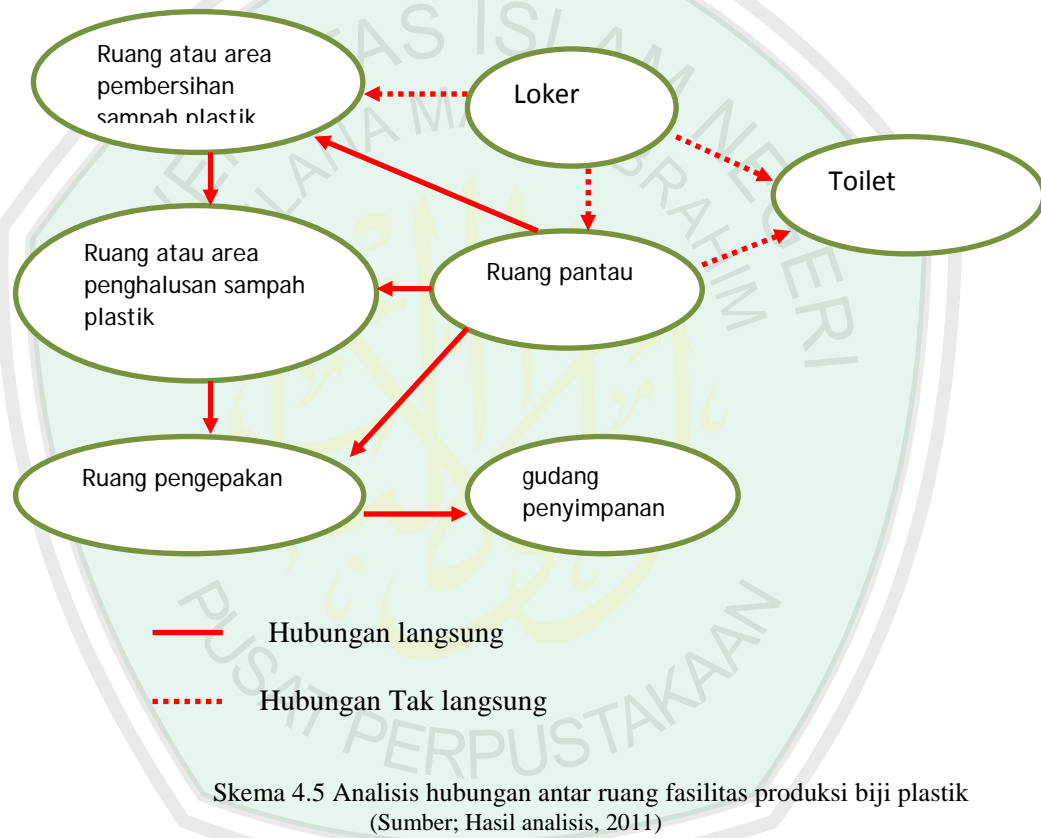 Ruang atau area
pembersihan
sampah plastik
Loker
Toilet
Ruang atau area
penghalusan sampah
plastik
Ruang pantau
Ruang pengepakan
gudang
penyimpanan
Hubungan langsung
Hubungan Tak langsung
PUSAT PERPUSTAKAAN
Skema 4.5 Analisis hubungan antar ruang fasilitas produksi biji plastik
(Sumber; Hasil analisis, 2011)